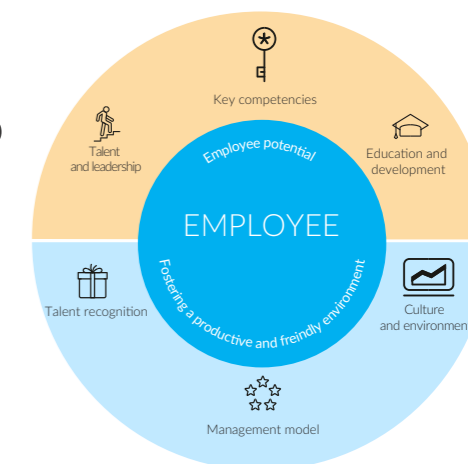 Key competencies
Talent
and leadership
Employee potential
Education and
development
EMPLOYEE
Fostering a productive and freindly environment
Talent recognition
Culture
and environment
Management model